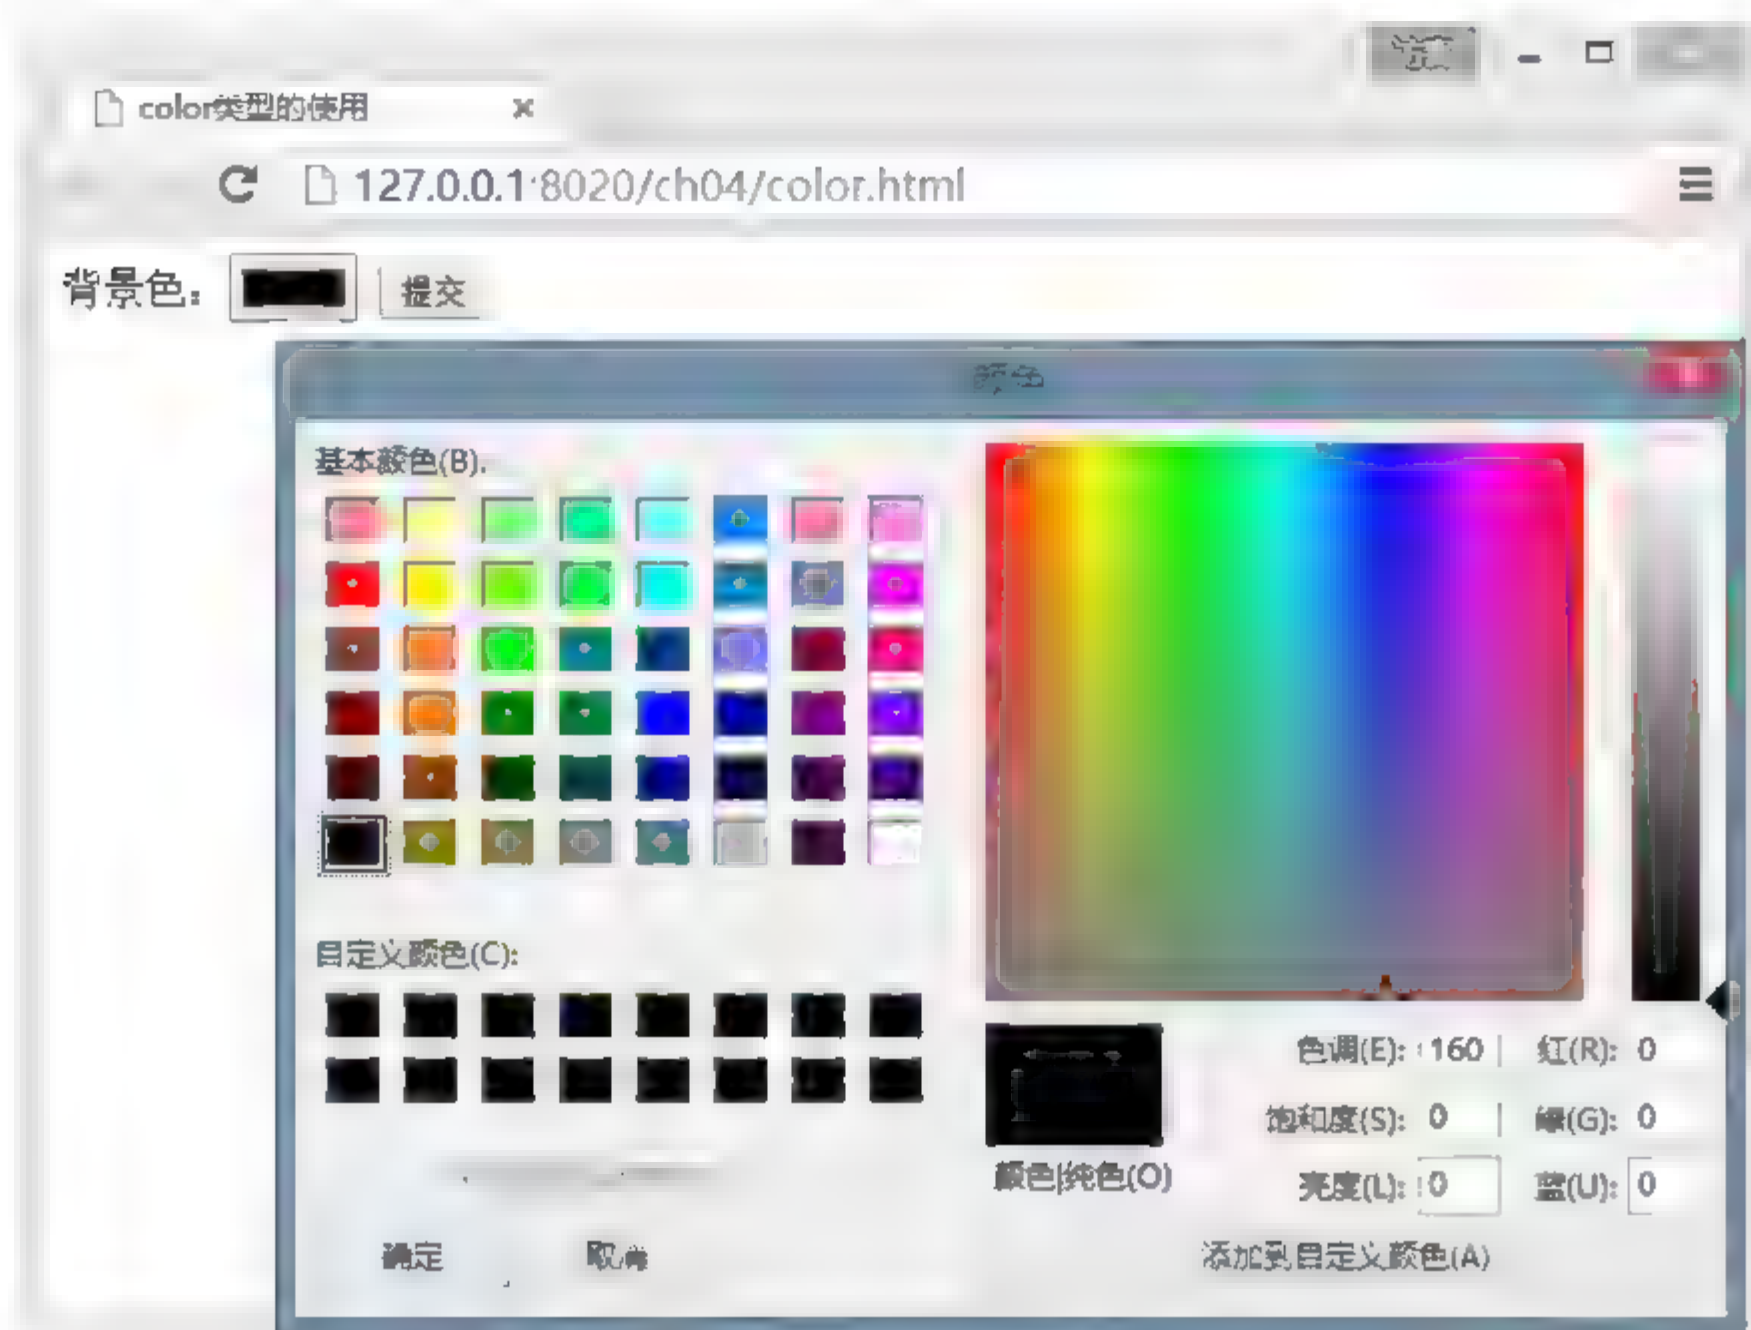 color类型的使用
127.0.0.1:8020/ch04/color.html
背景色：
提交
颜色
基本颜色(B).
自定义颜色(C):
色调(E): 160
红(R): 0
饱和度(S): 0
绿(G): 0
颜色|纯色(O)
亮度(L): 0
蓝(U): 0
确定
取消
添加到自定义颜色(A)